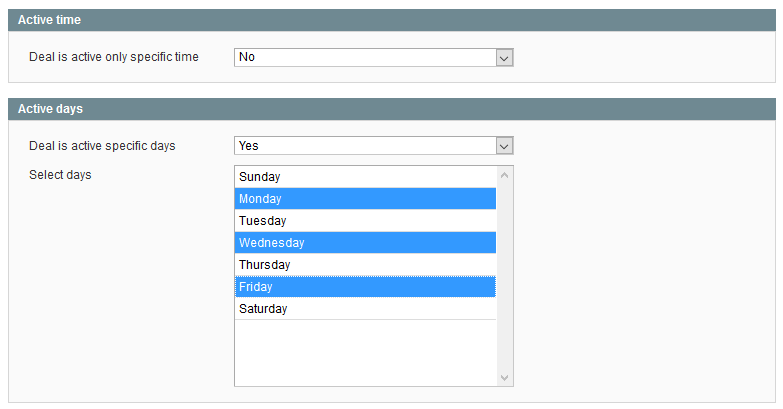 Active time
Deal is active only specific time No
Active days
Deal is active specific days Yes
Select days
Sunday
Monday
Tuesday
Wednesday
Thursday
Friday
Saturday